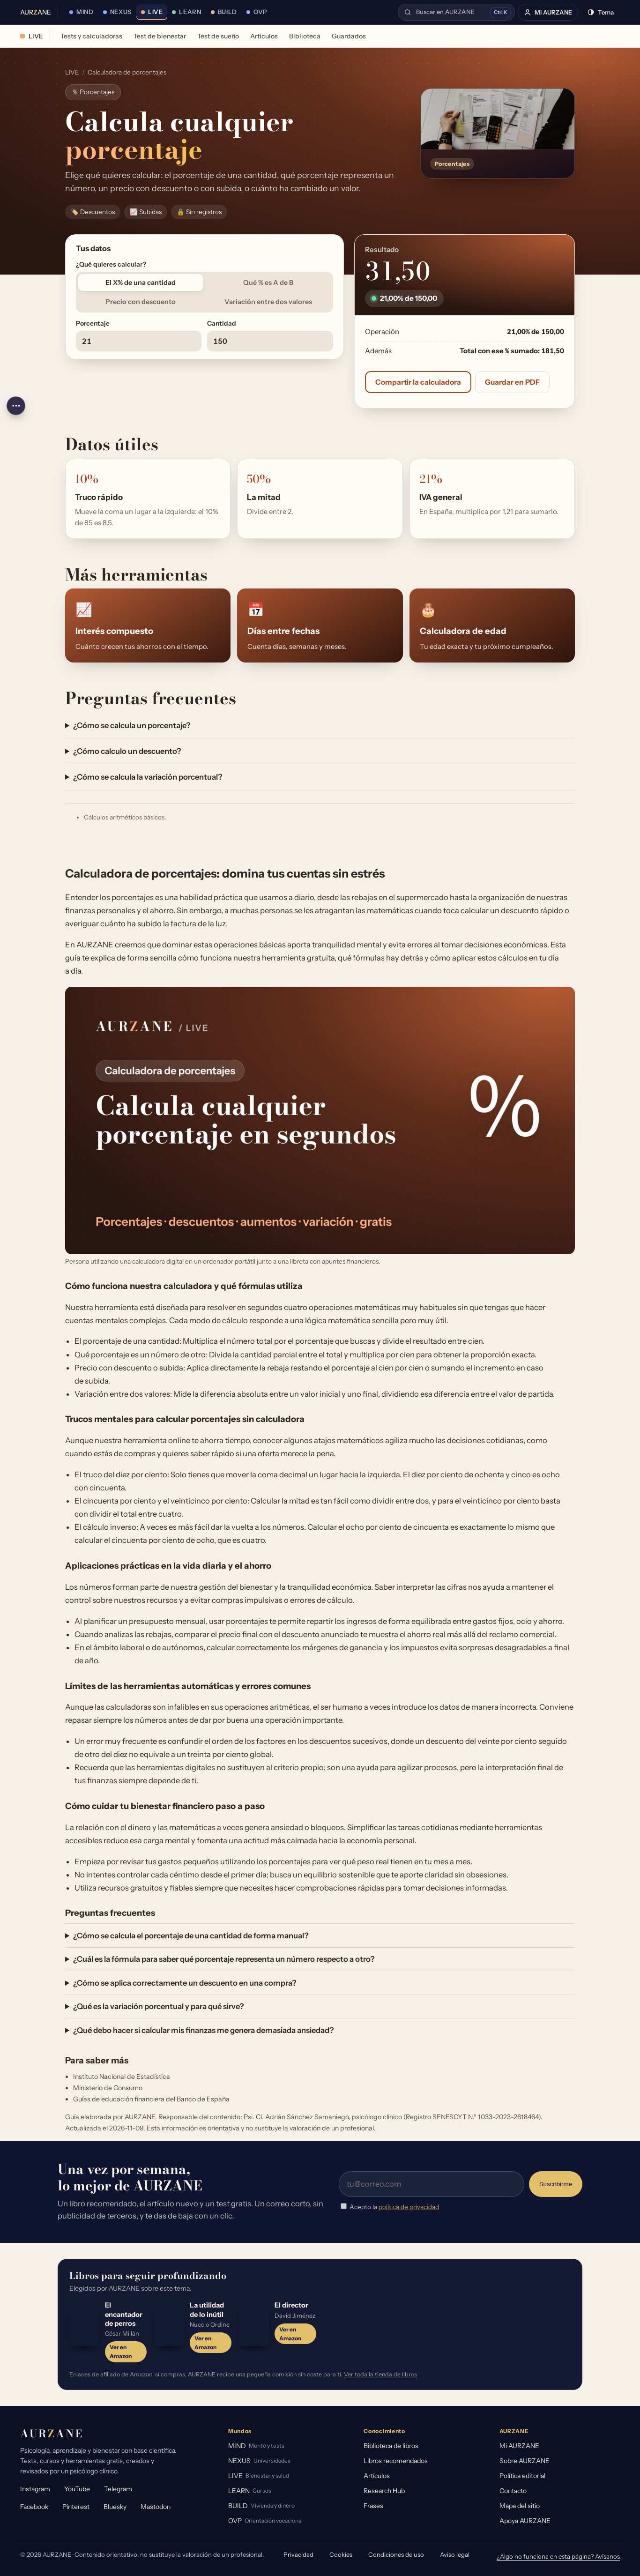 AURZANE
MIND
NEXUS
LIVE
LEARN
BUILD
OVP
Buscar en AURZANE
Ctrl K
Mi AURZANE
Tema
LIVE
Tests y calculadoras
Test de bienestar
Test de sueño
Artículos
Biblioteca
Guardados
LIVE / Calculadora de porcentajes
% Porcentajes
Calcula cualquier
porcentaje
Elige qué quieres calcular: el porcentaje de una cantidad, qué porcentaje representa un
número, un precio con descuento o con subida, o cuánto ha cambiado un valor.
Descuentos
Subidas
Sin registros
Porcentajes
Tus datos
¿Qué quieres calcular?
El X% de una cantidad
Qué % es A de B
Precio con descuento
Variación entre dos valores
Porcentaje
Cantidad
21
150
Resultado
31,50
21,00% de 150,00
Operación
21,00% de 150,00
Además
Total con ese % sumado: 181,50
Compartir la calculadora
Guardar en PDF
Datos útiles
10%
Truco rápido
Mueve la coma un lugar a la izquierda: el 10%
de 85 es 8,5.
50%
La mitad
Divide entre 2.
21%
IVA general
En España, multiplica por 1,21 para sumarlo.
Más herramientas
Interés compuesto
Cuánto crecen tus ahorros con el tiempo.
Días entre fechas
Cuenta días, semanas y meses.
Calculadora de edad
Tu edad exacta y tu próximo cumpleaños.
Preguntas frecuentes
¿Cómo se calcula un porcentaje?
¿Cómo calculo un descuento?
¿Cómo se calcula la variación porcentual?
Cálculos aritméticos básicos.
Calculadora de porcentajes: domina tus cuentas sin estrés
Entender los porcentajes es una habilidad práctica que usamos a diario, desde las rebajas en el supermercado hasta la organización de nuestras
finanzas personales y el ahorro. Sin embargo, a muchas personas se les atragantan las matemáticas cuando toca calcular un descuento rápido o
averiguar cuánto ha subido la factura de la luz.
En AURZANE creemos que dominar estas operaciones básicas aporta tranquilidad mental y evita errores al tomar decisiones económicas. Esta
guía te explica de forma sencilla cómo funciona nuestra herramienta gratuita, qué fórmulas hay detrás y cómo aplicar estos cálculos en tu día
a día.
AURZANE / LIVE
Calculadora de porcentajes
Calcula cualquier
porcentaje en segundos
%
Porcentajes · descuentos · aumentos · variación · gratis
Persona utilizando una calculadora digital en un ordenador portátil junto a una libreta con apuntes financieros.
Cómo funciona nuestra calculadora y qué fórmulas utiliza
Nuestra herramienta está diseñada para resolver en segundos cuatro operaciones matemáticas muy habituales sin que tengas que hacer
cuentas mentales complejas. Cada modo de cálculo responde a una lógica matemática sencilla pero muy útil.
El porcentaje de una cantidad: Multiplica el número total por el porcentaje que buscas y divide el resultado entre cien.
Qué porcentaje es un número de otro: Divide la cantidad parcial entre el total y multiplica por cien para obtener la proporción exacta.
Precio con descuento o subida: Aplica directamente la rebaja restando el porcentaje al cien por cien o sumando el incremento en caso
de subida.
Variación entre dos valores: Mide la diferencia absoluta entre un valor inicial y uno final, dividiendo esa diferencia entre el valor de partida.
Trucos mentales para calcular porcentajes sin calculadora
Aunque nuestra herramienta online te ahorra tiempo, conocer algunos atajos matemáticos agiliza mucho las decisiones cotidianas, como
cuando estás de compras y quieres saber rápido si una oferta merece la pena.
El truco del diez por ciento: Solo tienes que mover la coma decimal un lugar hacia la izquierda. El diez por ciento de ochenta y cinco es ocho
con cincuenta.
El cincuenta por ciento y el veinticinco por ciento: Calcular la mitad es tan fácil como dividir entre dos, y para el veinticinco por ciento basta
con dividir el total entre cuatro.
El cálculo inverso: A veces es más fácil dar la vuelta a los números. Calcular el ocho por ciento de cincuenta es exactamente lo mismo que
calcular el cincuenta por ciento de ocho, que es cuatro.
Aplicaciones prácticas en la vida diaria y el ahorro
Los números forman parte de nuestra gestión del bienestar y la tranquilidad económica. Saber interpretar las cifras nos ayuda a mantener el
control sobre nuestros recursos y a evitar compras impulsivas o errores de cálculo.
Al planificar un presupuesto mensual, usar porcentajes te permite repartir los ingresos de forma equilibrada entre gastos fijos, ocio y ahorro.
Cuando analizas las rebajas, comparar el precio final con el descuento anunciado te muestra el ahorro real más allá del reclamo comercial.
En el ámbito laboral o de autónomos, calcular correctamente los márgenes de ganancia y los impuestos evita sorpresas desagradables a final
de año.
Límites de las herramientas automáticas y errores comunes
Aunque las calculadoras son infalibles en sus operaciones aritméticas, el ser humano a veces introduce los datos de manera incorrecta. Conviene
repasar siempre los números antes de dar por buena una operación importante.
Un error muy frecuente es confundir el orden de los factores en los descuentos sucesivos, donde un descuento del veinte por ciento seguido
de otro del diez no equivale a un treinta por ciento global.
Recuerda que las herramientas digitales no sustituyen al criterio propio; son una ayuda para agilizar procesos, pero la interpretación final de
tus finanzas siempre depende de ti.
Cómo cuidar tu bienestar financiero paso a paso
La relación con el dinero y las matemáticas a veces genera ansiedad o bloqueos. Simplificar las tareas cotidianas mediante herramientas
accesibles reduce esa carga mental y fomenta una actitud más calmada hacia la economía personal.
Empieza por revisar tus gastos pequeños utilizando los porcentajes para ver qué peso real tienen en tu mes a mes.
No intentes controlar cada céntimo desde el primer día; busca un equilibrio sostenible que te aporte claridad sin obsesiones.
Utiliza recursos gratuitos y fiables siempre que necesites hacer comprobaciones rápidas para tomar decisiones informadas.
Preguntas frecuentes
¿Cómo se calcula el porcentaje de una cantidad de forma manual?
¿Cuál es la fórmula para saber qué porcentaje representa un número respecto a otro?
¿Cómo se aplica correctamente un descuento en una compra?
¿Qué es la variación porcentual y para qué sirve?
¿Qué debo hacer si calcular mis finanzas me genera demasiada ansiedad?
Para saber más
Instituto Nacional de Estadística
Ministerio de Consumo
Guías de educación financiera del Banco de España
Guía elaborada por AURZANE. Responsable del contenido: Psi. Cl. Adrián Sánchez Samaniego, psicólogo clínico (Registro SENESCYT N.º 1033-2023-2618464).
Actualizada el 2026-11-09. Esta información es orientativa y no sustituye la valoración de un profesional.
Una vez por semana,
lo mejor de AURZANE
Un libro recomendado, el artículo nuevo y un test gratis. Un correo corto, sin
publicidad de terceros, y te das de baja con un clic.
tu@correo.com
Suscribirme
Acepto la política de privacidad
Libros para seguir profundizando
Elegidos por AURZANE sobre este tema.
El
encantador
de perros
César Millán
Ver en
Amazon
La utilidad
de lo inútil
Nuccio Ordine
Ver en
Amazon
El director
David Jiménez
Ver en
Amazon
Enlaces de afiliado de Amazon: si compras, AURZANE recibe una pequeña comisión sin coste para ti. Ver toda la tienda de libros
AURZANE
Psicología, aprendizaje y bienestar con base científica.
Tests, cursos y herramientas gratis, creados y
revisados por un psicólogo clínico.
Instagram
YouTube
Telegram
Facebook
Pinterest
Bluesky
Mastodon
Mundos
MIND Mente y tests
NEXUS Universidades
LIVE Bienestar y salud
LEARN Cursos
BUILD Vivienda y dinero
OVP Orientación vocacional
Conocimiento
Biblioteca de libros
Libros recomendados
Artículos
Research Hub
Frases
AURZANE
Mi AURZANE
Sobre AURZANE
Política editorial
Contacto
Mapa del sitio
Apoya AURZANE
© 2026 AURZANE · Contenido orientativo: no sustituye la valoración de un profesional.
Privacidad
Cookies
Condiciones de uso
Aviso legal
¿Algo no funciona en esta página? Avísanos